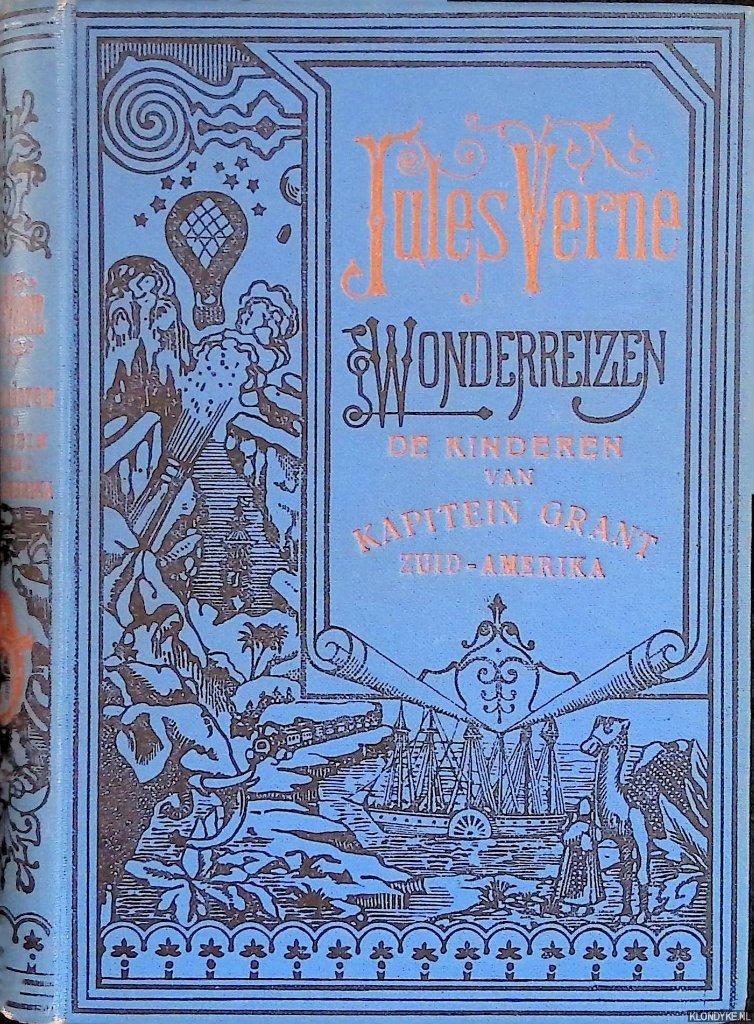 Jules Verne
WONDERREIZEN
DE KINDEREN
VAN
KAPITEIN GRANT
ZUID-AMERIKA
KLONDYKE.NL